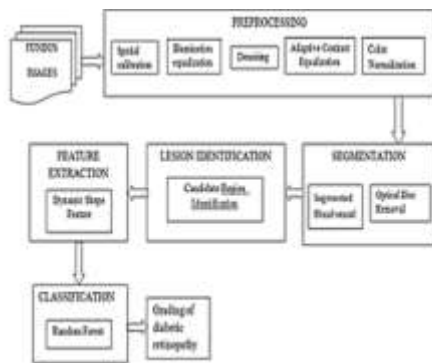 FUNDUS
IMAGES
PREPROCESSING
Spatial
calibration
Illumination
equalization
Denoising
Adaptive Contrast
Equalization
Color
Normalization
FEATURE
EXTRACTION
Dynamic Shape
Feature
LESION IDENTIFICATION
Candidate Region
Identification
SEGMENTATION
Segmented
Blood vessel
Optical Disc
Removal
CLASSIFICATION
Random Forest
Grading of
diabetic
retinopathy